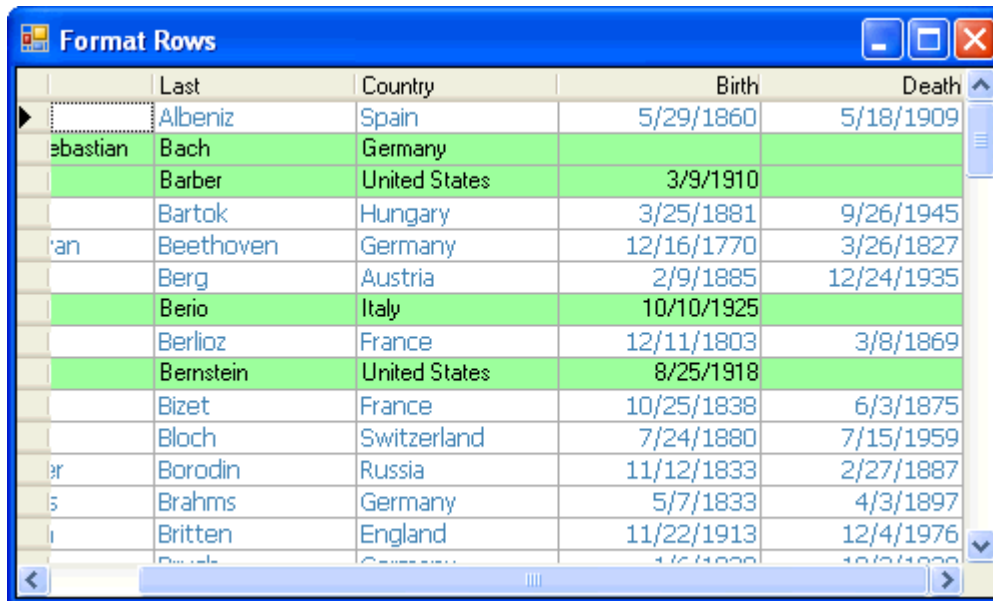 Format Rows
Last Country Birth Death
Albeniz Spain 5/29/1860 5/18/1909
ebastian Bach Germany
Barber United States 3/9/1910
Bartok Hungary 3/25/1881 9/26/1945
van Beethoven Germany 12/16/1770 3/26/1827
Berg Austria 2/9/1885 12/24/1935
Berio Italy 10/10/1925
Berlioz France 12/11/1803 3/8/1869
Bernstein United States 8/25/1918
Bizet France 10/25/1838 6/3/1875
Bloch Switzerland 7/24/1880 7/15/1959
er Borodin Russia 11/12/1833 2/27/1887
s Brahms Germany 5/7/1833 4/3/1897
Britten England 11/22/1913 12/4/1976